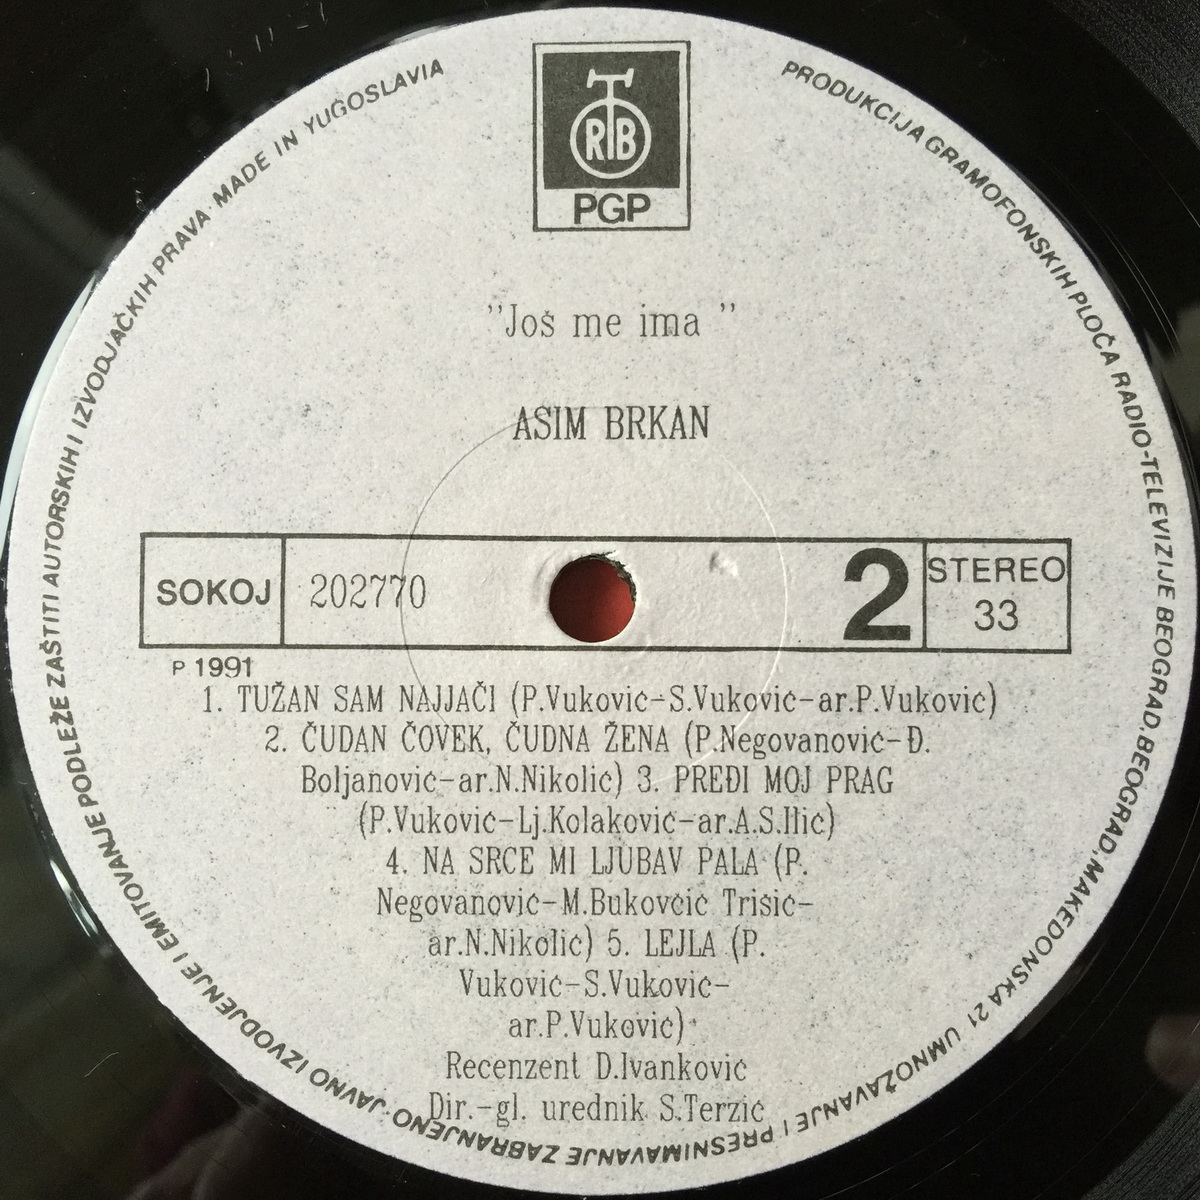 PRODUKCIJA GRAMOFONSKIH PLOČA RADIO-TELEVIZIJE BEOGRAD. BEOGRAD, MAKEDONSKA 21 UMNOŽAVANJE I PRESNIMAVANJE ZABRANJENO. JAVNO IZVODJENJE I EMITOVANJE PODLEŽE ZAŠTITI AUTORSKIH I IZVODJAČKIH PRAVA. MADE IN YUGOSLAVIA
RTB
PGP
"Još me ima "
ASIM BRKAN
SOKOJ 202770 2 STEREO
33
P 1991
1. TUŽAN SAM NAJJAČI (P.Vuković-S.Vuković-ar.P.Vuković)
2. ČUDAN ČOVEK, ČUDNA ŽENA (P.Negovanović-Đ.
Boljanović-ar.N.Nikolić) 3. PREĐI MOJ PRAG
(P.Vuković-Lj.Kolaković-ar.A.S.Ilić)
4. NA SRCE MI LJUBAV PALA (P.
Negovanović-M.Bukovčić Trišić-
ar.N.Nikolić) 5. LEJLA (P.
Vuković-S.Vuković-
ar.P.Vuković)
Recenzent D.Ivanković
Dir.-gl. urednik S.Terzić